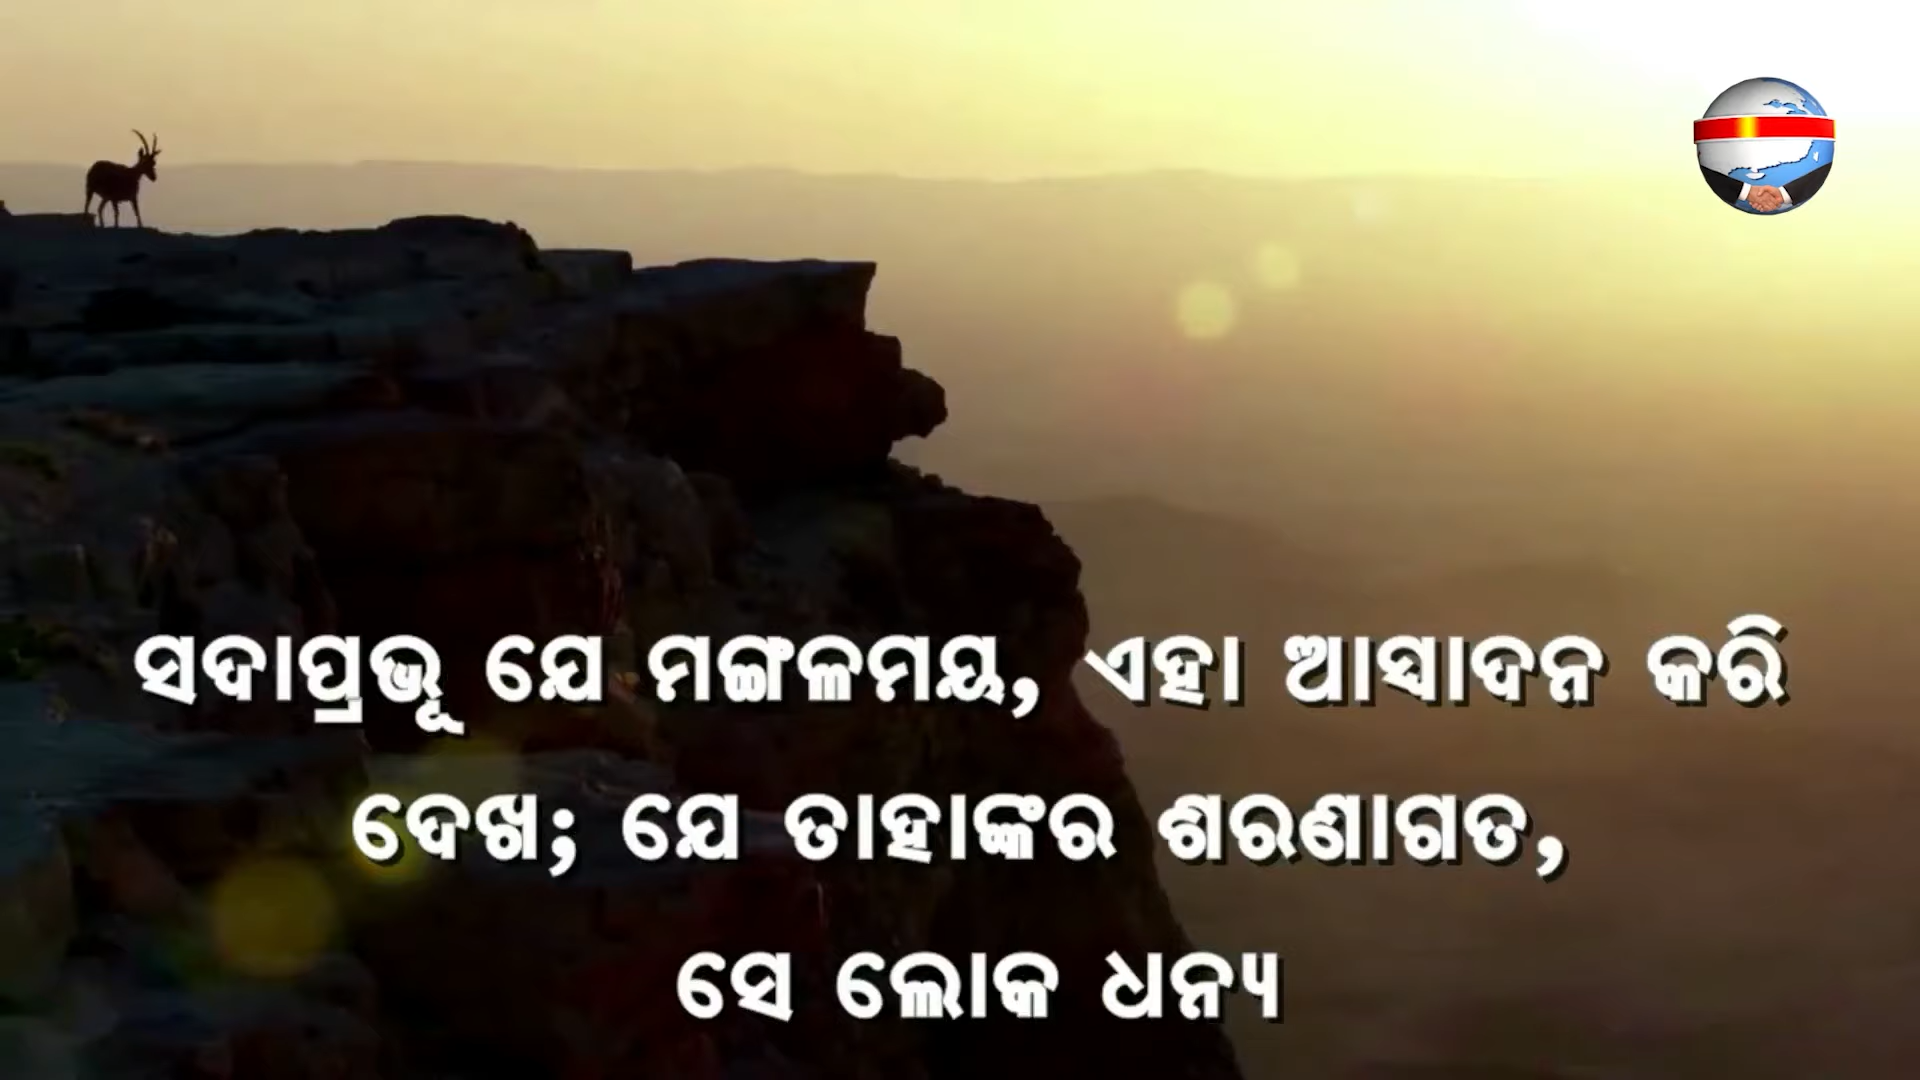 ସଦାପ୍ରଭୂ ଯେ ମଙ୍ଗଳମୟ, ଏହା ଆସ୍ଵାଦନ କରି
ଦେଖ; ଯେ ତାହାଙ୍କର ଶରଣାଗତ,
ସେ ଲୋକ ଧନ୍ୟ